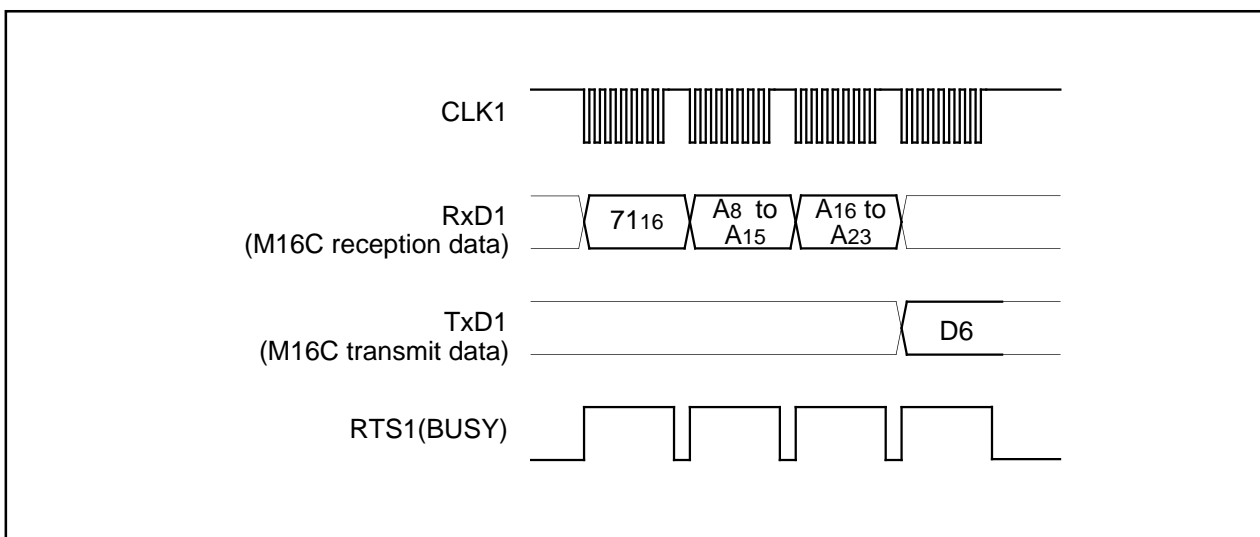 CLK1
RxD1
(M16C reception data)
7116
A8 to
A15
A16 to
A23
TxD1
(M16C transmit data)
D6
RTS1(BUSY)